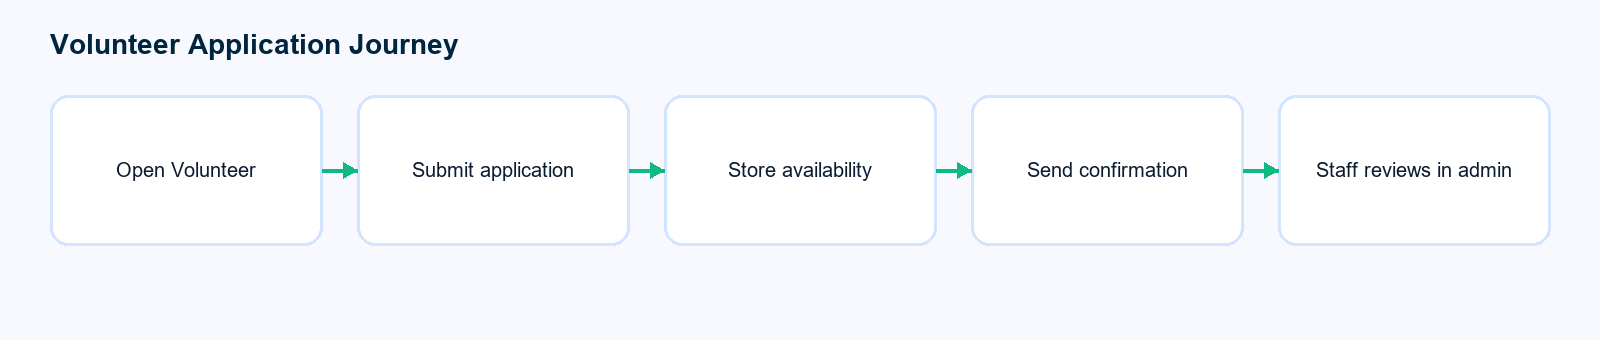 Volunteer Application Journey
Open Volunteer
Submit application
Store availability
Send confirmation
Staff reviews in admin